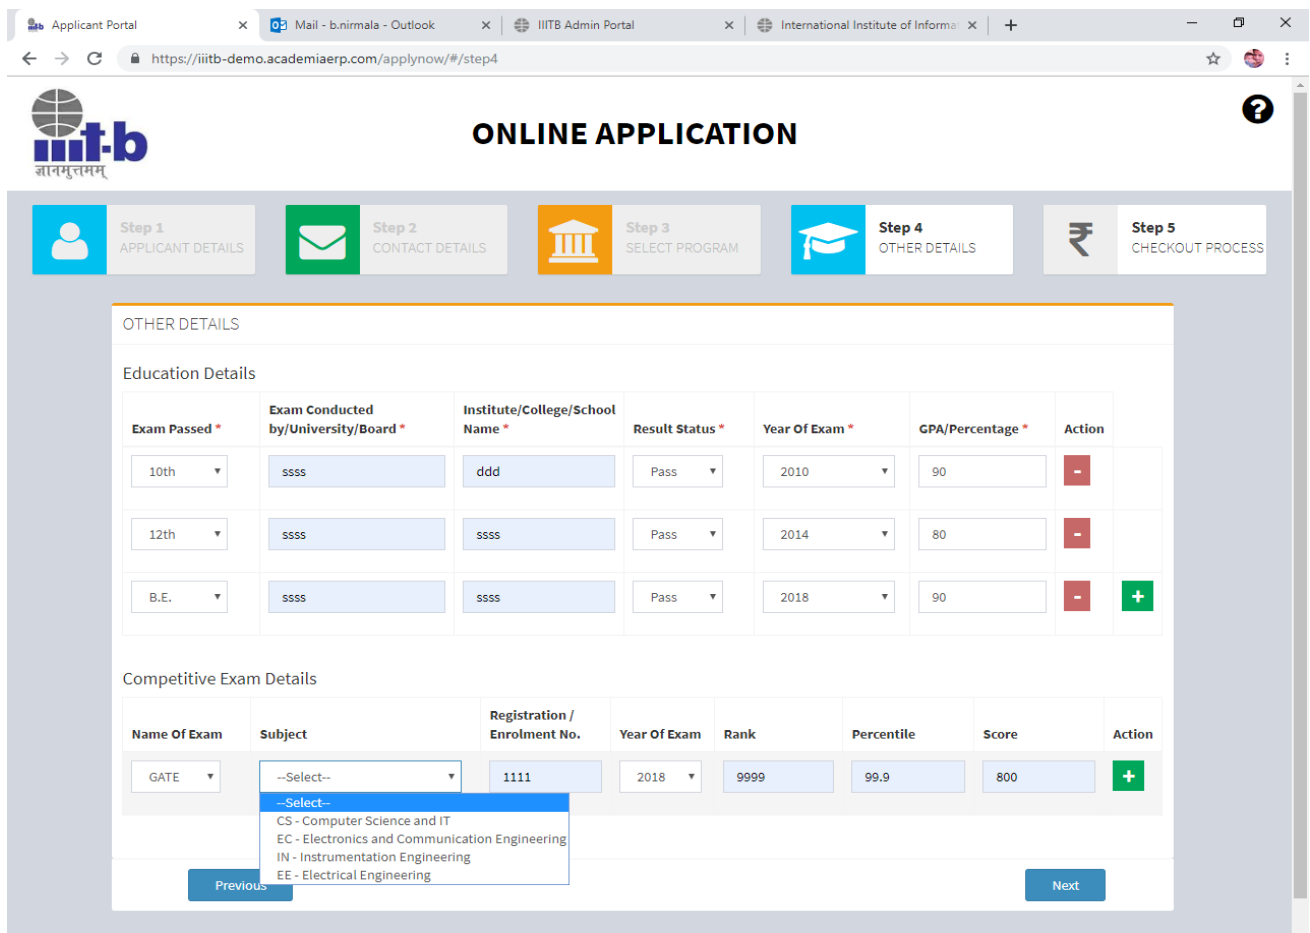 Applicant Portal
Mail - b.nirmala - Outlook
IIITB Admin Portal
International Institute of Informa
https://iiitb-demo.academiaerp.com/applynow/#/step4
iiit-b
ज्ञानमुत्तमम्
ONLINE APPLICATION
Step 1
APPLICANT DETAILS
Step 2
CONTACT DETAILS
Step 3
SELECT PROGRAM
Step 4
OTHER DETAILS
₹
Step 5
CHECKOUT PROCESS
OTHER DETAILS
Education Details
Exam Passed * Exam Conducted by/University/Board * Institute/College/School Name * Result Status * Year Of Exam * GPA/Percentage * Action
10th ssss ddd Pass 2010 90 -
12th ssss ssss Pass 2014 80 -
B.E. ssss ssss Pass 2018 90 - +
Competitive Exam Details
Name Of Exam Subject Registration / Enrolment No. Year Of Exam Rank Percentile Score Action
GATE --Select-- 1111 2018 9999 99.9 800 +
--Select--
CS - Computer Science and IT
EC - Electronics and Communication Engineering
IN - Instrumentation Engineering
EE - Electrical Engineering
Previous
Next